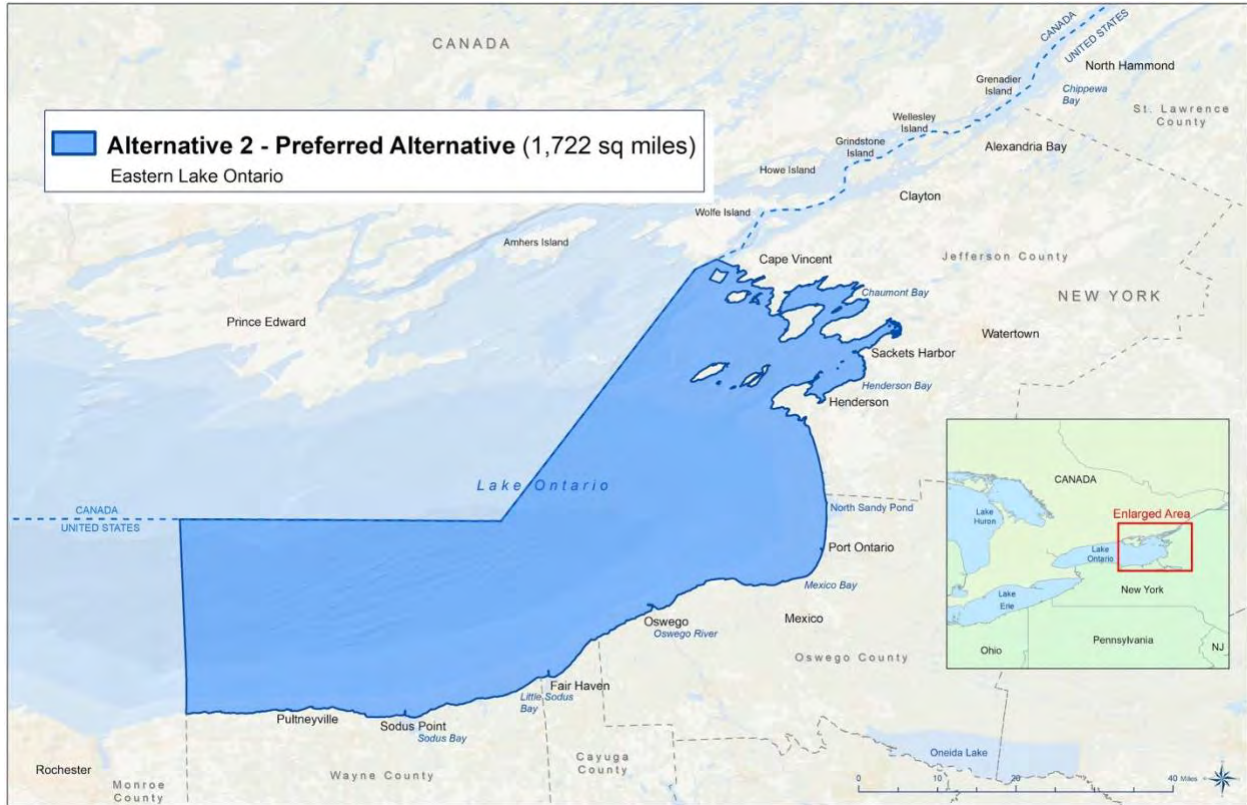 CANADA
CANADA
UNITED STATES
North Hammond
Grenadier
Island
Chippewa
Bay
St. Lawrence
County
Wellesley
Island
Grindstone
Island
Alexandria Bay
Alternative 2 - Preferred Alternative (1,722 sq miles)
Eastern Lake Ontario
Howe Island
Clayton
Wolfe Island
Amhers Island
Cape Vincent
Jefferson County
Chaumont Bay
NEW YORK
Prince Edward
Watertown
Sackets Harbor
Henderson Bay
Henderson
Lake Ontario
CANADA
UNITED STATES
North Sandy Pond
Port Ontario
Mexico Bay
Mexico
Oswego
Oswego River
Oswego County
Fair Haven
Little Sodus
Bay
Pultneyville
Sodus Point
Sodus Bay
Cayuga
County
Wayne County
Rochester
Monroe
County
Oneida Lake
CANADA
Lake
Huron
Enlarged Area
Lake
Ontario
New York
Lake
Erie
Pennsylvania
Ohio
NJ
0 10 20 40 Miles